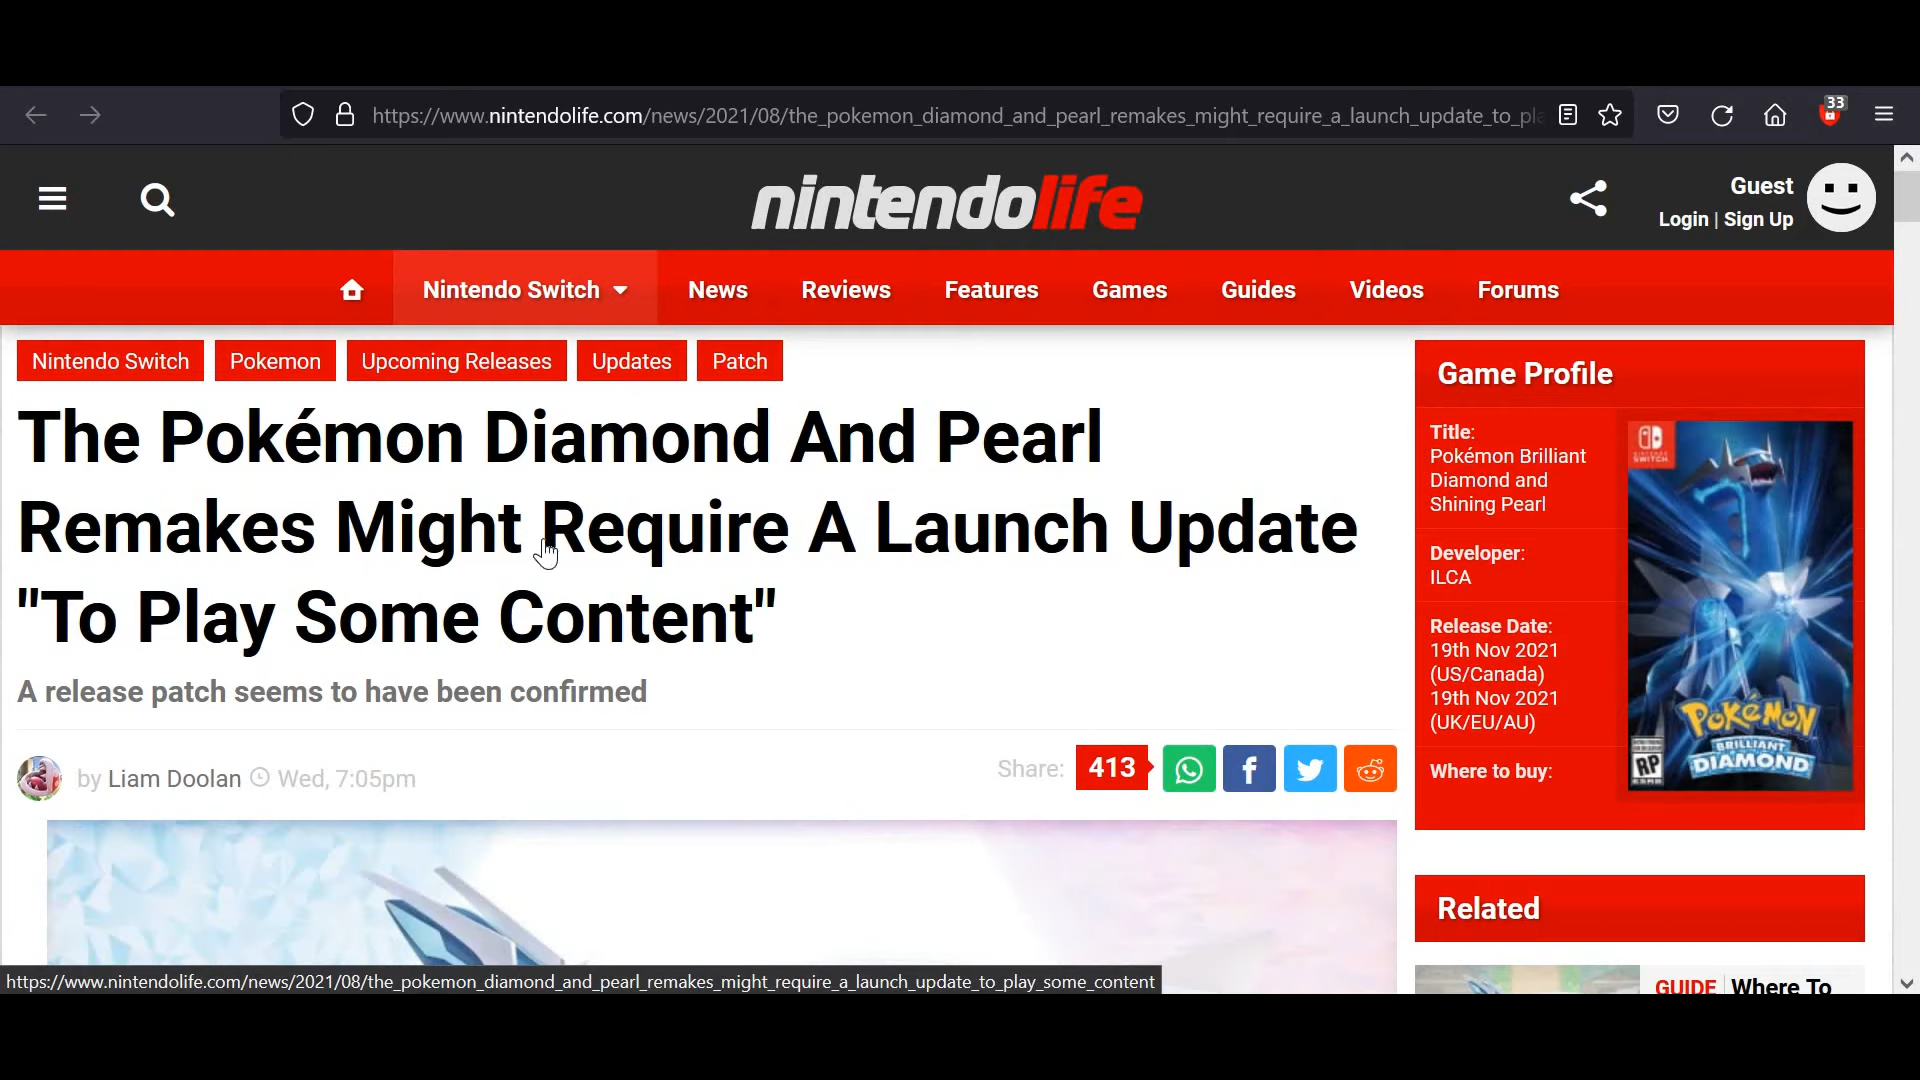 https://www.nintendolife.com/news/2021/08/the_pokemon_diamond_and_pearl_remakes_might_require_a_launch_update_to_pla
33
nintendolife
Guest
Login | Sign Up
Nintendo Switch
News
Reviews
Features
Games
Guides
Videos
Forums
Nintendo Switch
Pokemon
Upcoming Releases
Updates
Patch
The Pokémon Diamond And Pearl
Remakes Might Require A Launch Update
"To Play Some Content"
A release patch seems to have been confirmed
by Liam Doolan Wed, 7:05pm
Share: 413
Game Profile
Title:
Pokémon Brilliant
Diamond and
Shining Pearl
Developer:
ILCA
Release Date:
19th Nov 2021
(US/Canada)
19th Nov 2021
(UK/EU/AU)
Where to buy:
NINTENDO
SWITCH
POKÉMON
BRILLIANT
DIAMOND
RP
Related
GUIDE Where To
https://www.nintendolife.com/news/2021/08/the_pokemon_diamond_and_pearl_remakes_might_require_a_launch_update_to_play_some_content